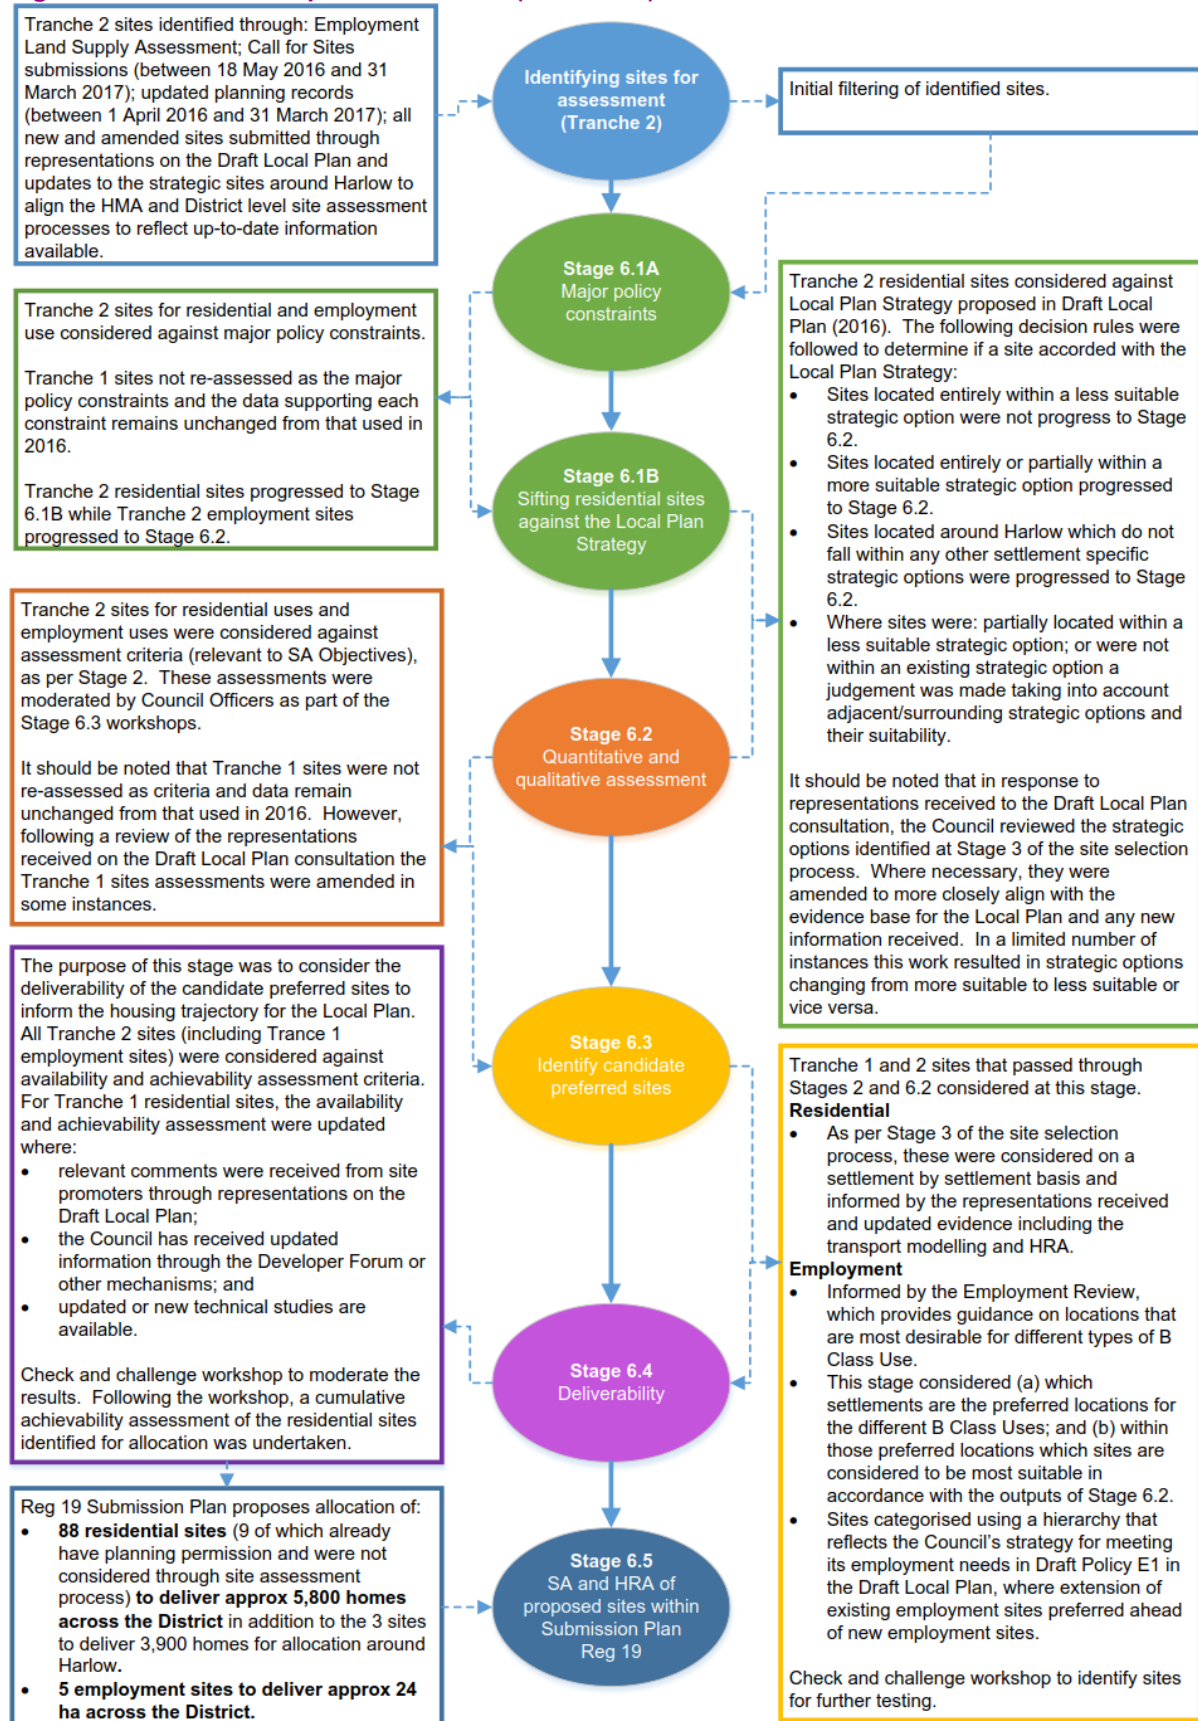 Tranche 2 sites identified through: Employment
Land Supply Assessment; Call for Sites
submissions (between 18 May 2016 and 31
March 2017); updated planning records
(between 1 April 2016 and 31 March 2017); all
new and amended sites submitted through
representations on the Draft Local Plan and
updates to the strategic sites around Harlow to
align the HMA and District level site assessment
processes to reflect up-to-date information
available.
Identifying sites for
assessment
(Tranche 2)
Initial filtering of identified sites.
Stage 6.1A
Major policy
constraints
Tranche 2 sites for residential and employment
use considered against major policy constraints.
Tranche 1 sites not re-assessed as the major
policy constraints and the data supporting each
constraint remains unchanged from that used in
2016.
Tranche 2 residential sites progressed to Stage
6.1B while Tranche 2 employment sites
progressed to Stage 6.2.
Stage 6.1B
Sifting residential sites
against the Local Plan
Strategy
Tranche 2 residential sites considered against
Local Plan Strategy proposed in Draft Local
Plan (2016). The following decision rules were
followed to determine if a site accorded with the
Local Plan Strategy:
• Sites located entirely within a less suitable
strategic option were not progress to Stage
6.2.
• Sites located entirely or partially within a
more suitable strategic option progressed
to Stage 6.2.
• Sites located around Harlow which do not
fall within any other settlement specific
strategic options were progressed to Stage
6.2.
• Where sites were: partially located within a
less suitable strategic option; or were not
within an existing strategic option a
judgement was made taking into account
adjacent/surrounding strategic options and
their suitability.
It should be noted that in response to
representations received to the Draft Local Plan
consultation, the Council reviewed the strategic
options identified at Stage 3 of the site selection
process. Where necessary, they were
amended to more closely align with the
evidence base for the Local Plan and any new
information received. In a limited number of
instances this work resulted in strategic options
changing from more suitable to less suitable or
vice versa.
Tranche 2 sites for residential uses and
employment uses were considered against
assessment criteria (relevant to SA Objectives),
as per Stage 2. These assessments were
moderated by Council Officers as part of the
Stage 6.3 workshops.
It should be noted that Tranche 1 sites were not
re-assessed as criteria and data remain
unchanged from that used in 2016. However,
following a review of the representations
received on the Draft Local Plan consultation the
Tranche 1 sites assessments were amended in
some instances.
Stage 6.2
Quantitative and
qualitative assessment
Stage 6.3
Identify candidate
preferred sites
Tranche 1 and 2 sites that passed through
Stages 2 and 6.2 considered at this stage.
Residential
• As per Stage 3 of the site selection
process, these were considered on a
settlement by settlement basis and
informed by the representations received
and updated evidence including the
transport modelling and HRA.
Employment
• Informed by the Employment Review,
which provides guidance on locations that
are most desirable for different types of B
Class Use.
• This stage considered (a) which
settlements are the preferred locations for
the different B Class Uses; and (b) within
those preferred locations which sites are
considered to be most suitable in
accordance with the outputs of Stage 6.2.
• Sites categorised using a hierarchy that
reflects the Council's strategy for meeting
its employment needs in Draft Policy E1 in
the Draft Local Plan, where extension of
existing employment sites preferred ahead
of new employment sites.
Check and challenge workshop to identify sites
for further testing.
The purpose of this stage was to consider the
deliverability of the candidate preferred sites to
inform the housing trajectory for the Local Plan.
All Tranche 2 sites (including Trance 1
employment sites) were considered against
availability and achievability assessment criteria.
For Tranche 1 residential sites, the availability
and achievability assessment were updated
where:
• relevant comments were received from site
promoters through representations on the
Draft Local Plan;
• the Council has received updated
information through the Developer Forum or
other mechanisms; and
• updated or new technical studies are
available.
Check and challenge workshop to moderate the
results. Following the workshop, a cumulative
achievability assessment of the residential sites
identified for allocation was undertaken.
Stage 6.4
Deliverability
Reg 19 Submission Plan proposes allocation of:
• 88 residential sites (9 of which already
have planning permission and were not
considered through site assessment
process) to deliver approx 5,800 homes
across the District in addition to the 3 sites
to deliver 3,900 homes for allocation around
Harlow.
• 5 employment sites to deliver approx 24
ha across the District.
Stage 6.5
SA and HRA of
proposed sites within
Submission Plan
Reg 19